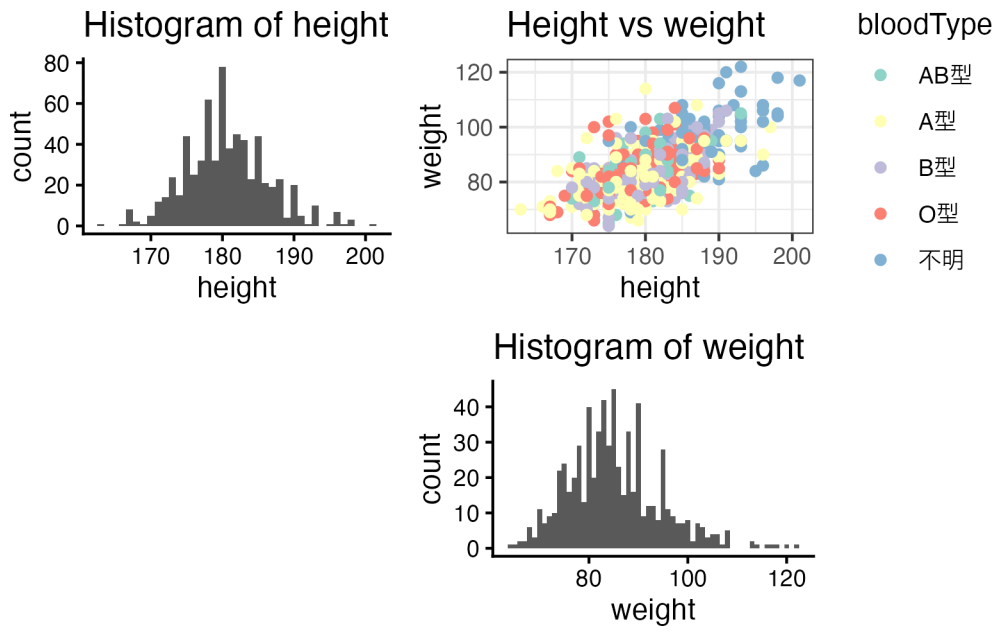 Histogram of height
80
60
40
20
0
count
170 180 190 200
height
Height vs weight
120
100
80
weight
170 180 190 200
height
bloodType
AB型
A型
B型
O型
不明
Histogram of weight
40
30
20
10
0
count
80 100 120
weight